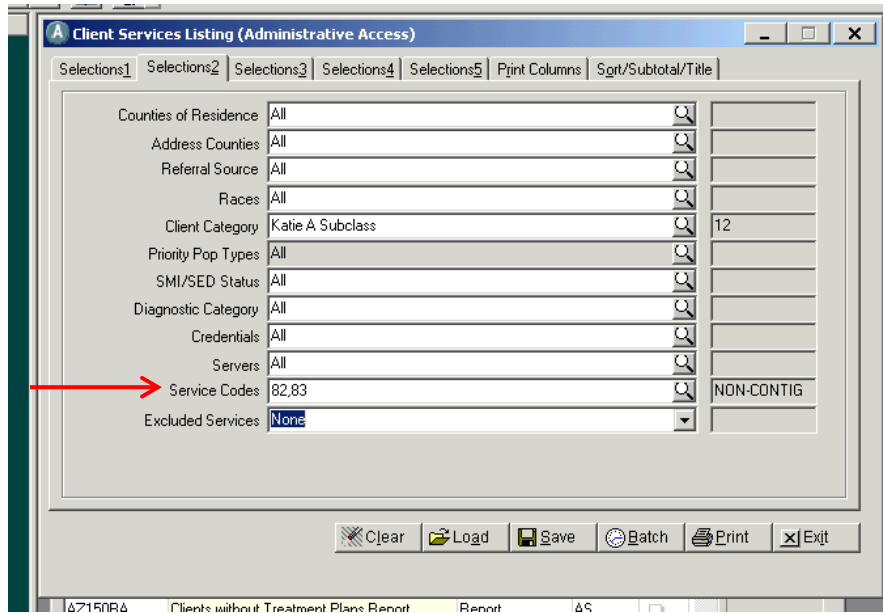 Client Services Listing (Administrative Access)
Selections1 Selections2 Selections3 Selections4 Selections5 Print Columns Sort/Subtotal/Title
Counties of Residence All
Address Counties All
Referral Source All
Races All
Client Category Katie A Subclass 12
Priority Pop Types All
SMI/SED Status All
Diagnostic Category All
Credentials All
Servers All
Service Codes 82,83 NON-CONTIG
Excluded Services None
Clear Load Save Batch Print Exit
AZ150BA Clients without Treatment Plans Report Report AS